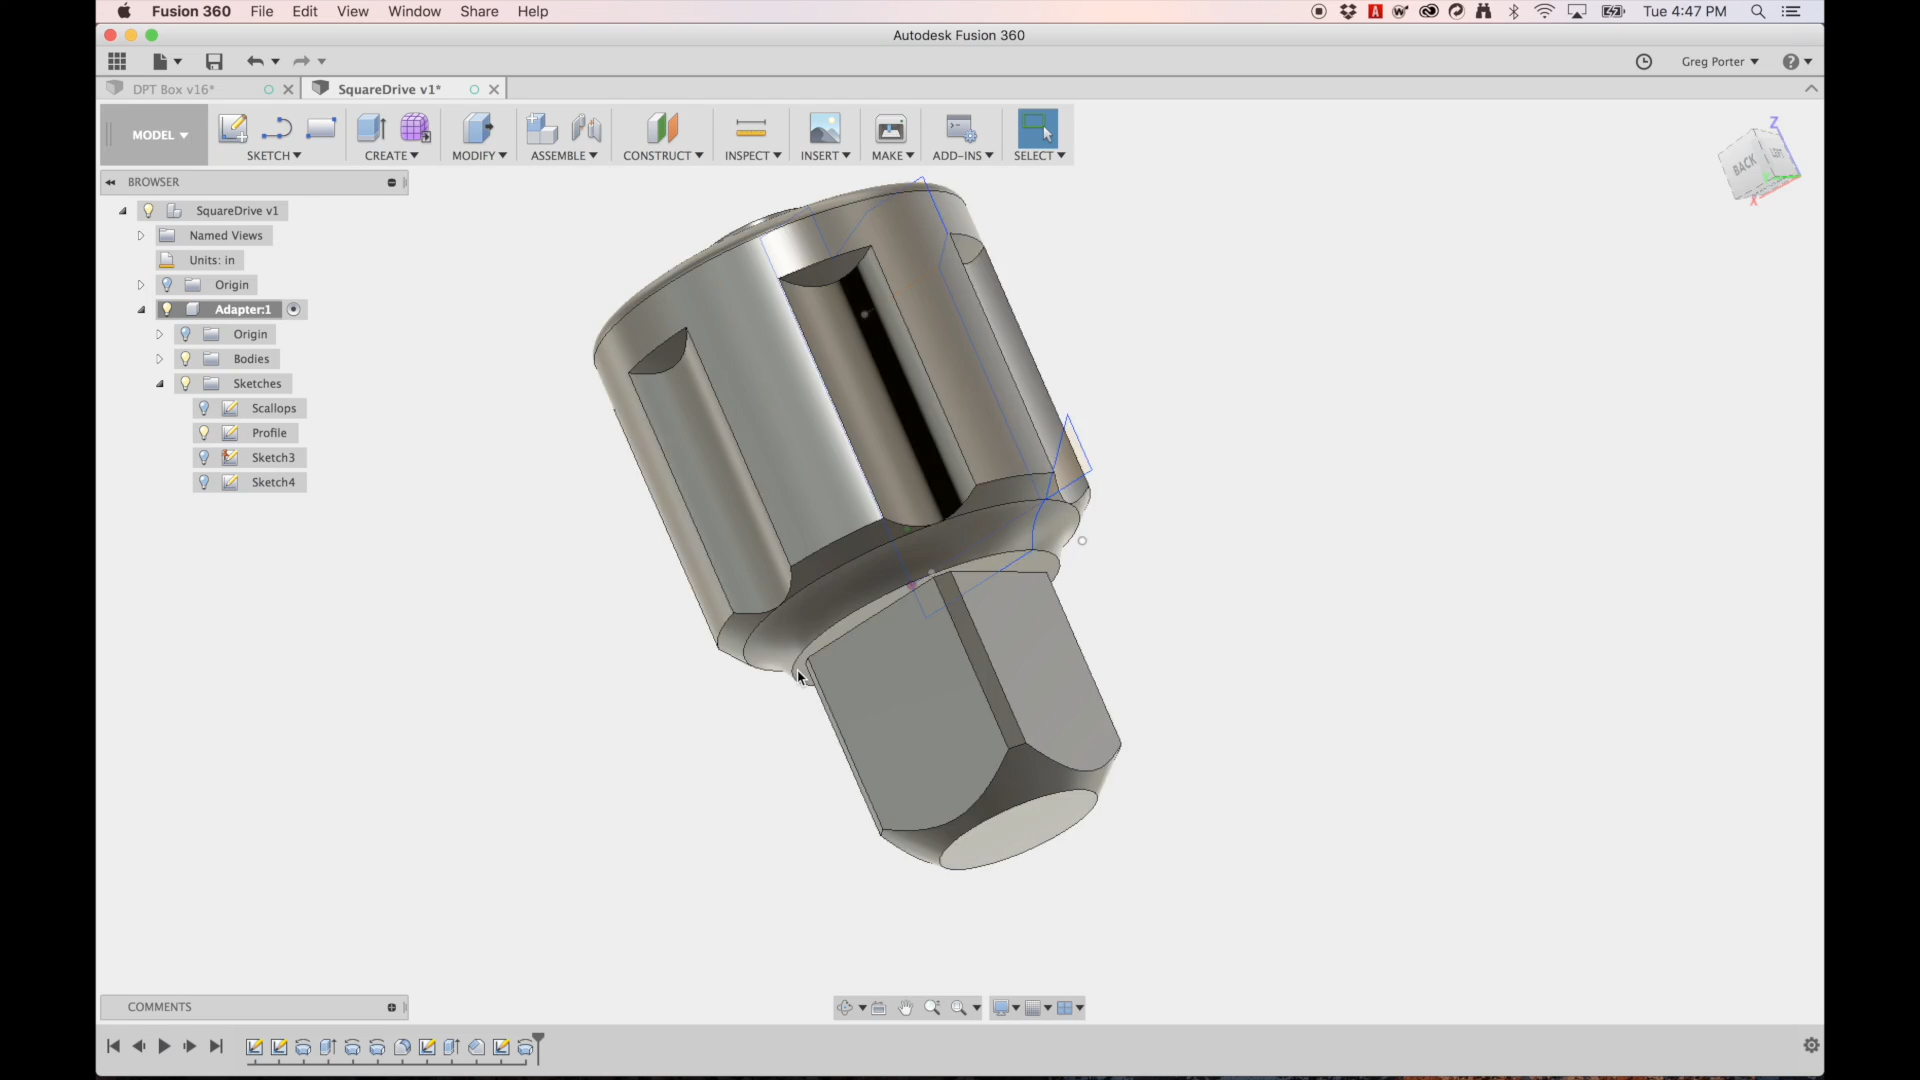 Fusion 360 File Edit View Window Share Help Tue 4:47 PM
Autodesk Fusion 360
Greg Porter
DPT Box v16* SquareDrive v1*
MODEL SKETCH CREATE MODIFY ASSEMBLE CONSTRUCT INSPECT INSERT MAKE ADD-INS SELECT
Z
BACK LEFT
X
BROWSER
SquareDrive v1
Named Views
Units: in
Origin
Adapter:1
Origin
Bodies
Sketches
Scallops
Profile
Sketch3
Sketch4
COMMENTS